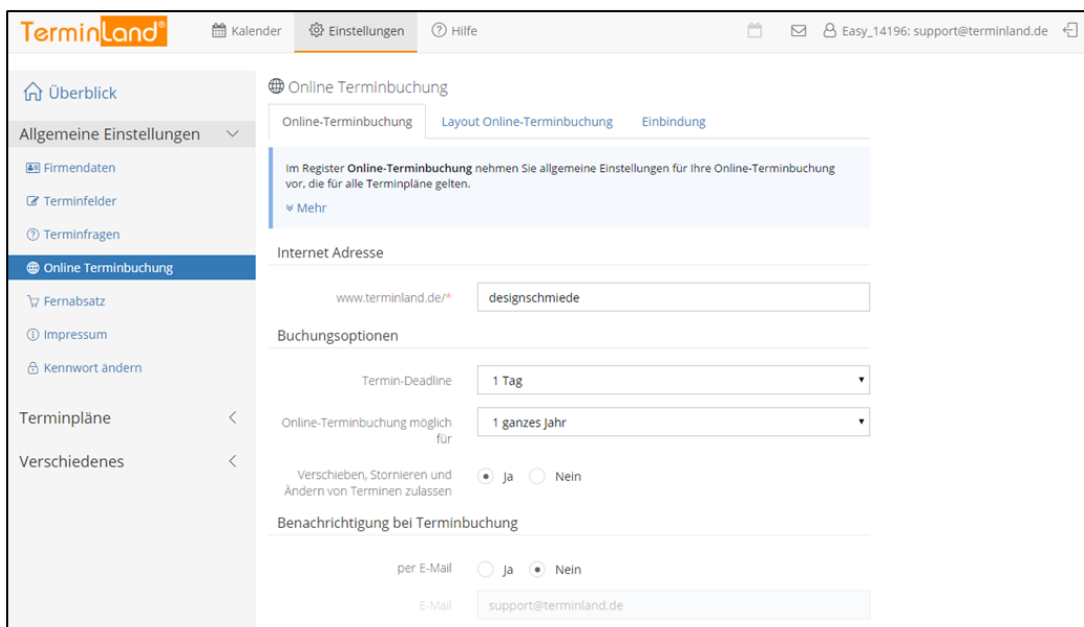 TerminLand®
Kalender
Einstellungen
Hilfe
Easy_14196: support@terminland.de
Überblick
Allgemeine Einstellungen
Firmendaten
Terminfelder
Terminfragen
Online Terminbuchung
Fernabsatz
Impressum
Kennwort ändern
Terminpläne
Verschiedenes
Online Terminbuchung
Online-Terminbuchung
Layout Online-Terminbuchung
Einbindung
Im Register Online-Terminbuchung nehmen Sie allgemeine Einstellungen für Ihre Online-Terminbuchung
vor, die für alle Terminpläne gelten.
Mehr
Internet Adresse
www.terminland.de/* designschmiede
Buchungsoptionen
Termin-Deadline 1 Tag
Online-Terminbuchung möglich
für
1 ganzes Jahr
Verschieben, Stornieren und
Ändern von Terminen zulassen
Ja Nein
Benachrichtigung bei Terminbuchung
per E-Mail Ja Nein
E-Mail support@terminland.de